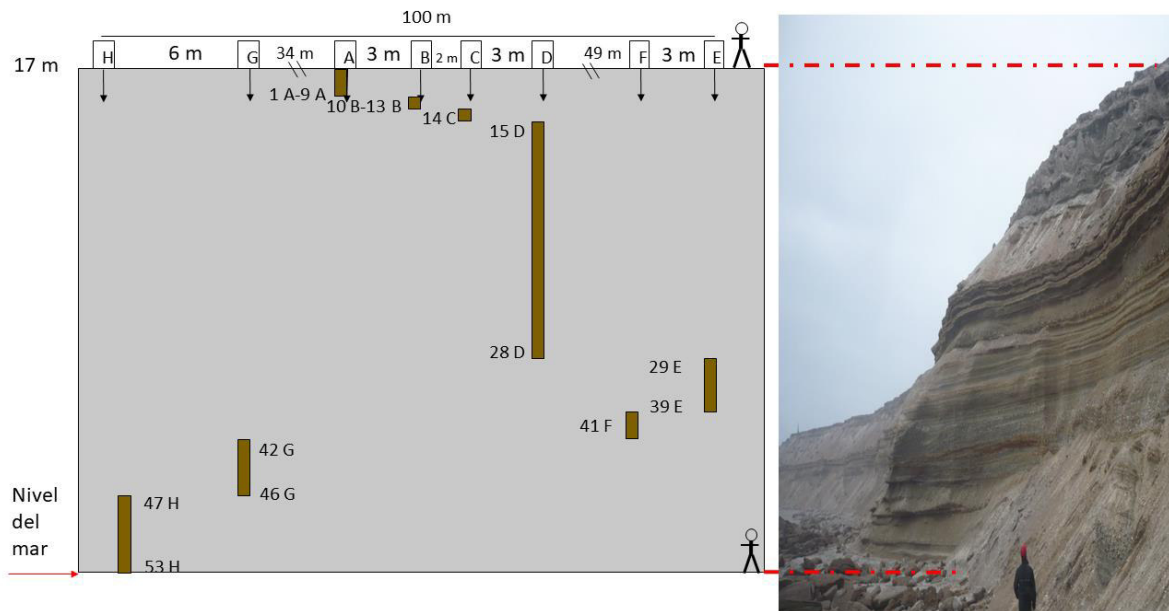 100 m
H 6 m G 34 m A 3 m B 2 m C 3 m D 49 m F 3 m E
17 m
1 A-9 A
10 B-13 B
14 C
15 D
28 D
29 E
39 E
41 F
42 G
46 G
47 H
53 H
Nivel
del
mar